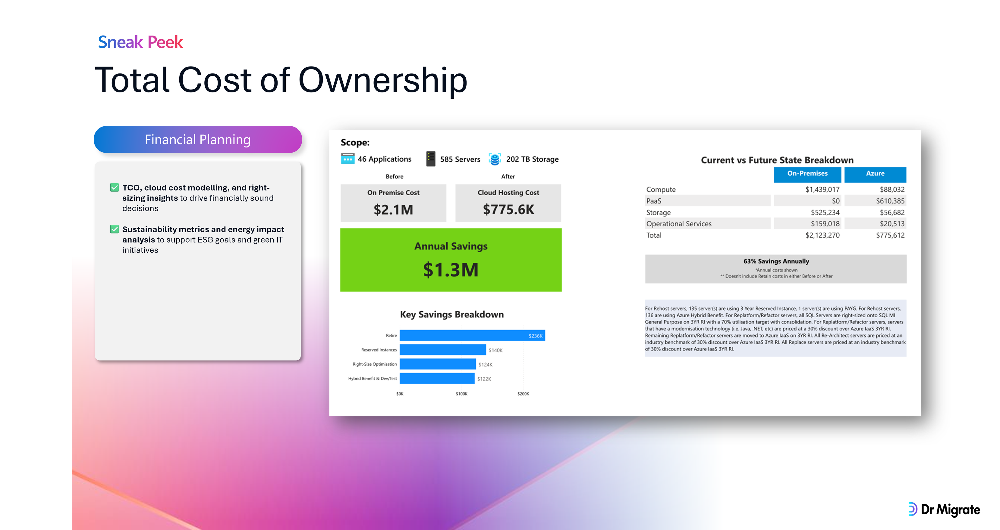 Sneak Peek
Total Cost of Ownership
Financial Planning
TCO, cloud cost modelling, and right-
sizing insights to drive financially sound
decisions
Sustainability metrics and energy impact
analysis to support ESG goals and green IT
initiatives
Scope:
46 Applications
585 Servers
202 TB Storage
Before
After
On Premise Cost
$2.1M
Cloud Hosting Cost
$775.6K
Annual Savings
$1.3M
Key Savings Breakdown
Retire
$236K
Reserved Instances
$140K
Right-Size Optimisation
$124K
Hybrid Benefit & Dev/Test
$122K
$0K
$100K
$200K
Current vs Future State Breakdown
On-Premises Azure
Compute $1,439,017 $88,032
PaaS $0 $610,385
Storage $525,234 $56,682
Operational Services $159,018 $20,513
Total $2,123,270 $775,612
63% Savings Annually
*Annual costs shown
** Doesn't include Retain costs in either Before or After
For Rehost servers, 135 server(s) are using 3 Year Reserved Instance, 1 server(s) are using PAYG. For Rehost servers,
136 are using Azure Hybrid Benefit. For Replatform/Refactor servers, all SQL Servers are right-sized onto SQL MI
General Purpose on 3YR RI with a 70% utilisation target with consolidation. For Replatform/Refactor servers, servers
that have a modernisation technology (i.e. Java, .NET, etc) are priced at a 30% discount over Azure IaaS 3YR RI.
Remaining Replatform/Refactor servers are moved to Azure IaaS on 3YR RI. All Re-Architect servers are priced at an
industry benchmark of 30% discount over Azure IaaS 3YR RI. All Replace servers are priced at an industry benchmark
of 30% discount over Azure IaaS 3YR RI.
Dr Migrate